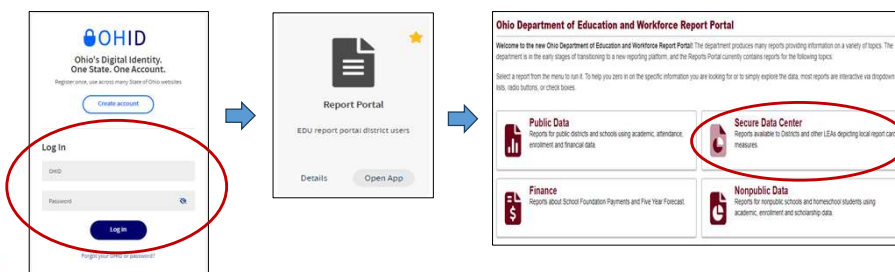 OHID
Ohio's Digital Identity.
One State. One Account.
Register once, use across many State of Ohio websites
Create account
Log In
OHID
Password
Log in
Forgot your OHID or password?
Report Portal
EDU report portal district users
Details
Open App
Ohio Department of Education and Workforce Report Portal
Welcome to the new Ohio Department of Education and Workforce Report Portal! The department produces many reports providing information on a variety of topics. The
department is in the early stages of transitioning to a new reporting platform, and the Reports Portal currently contains reports for the following topics:
Select a report from the menu to run it. To help you zero in on the specific information you are looking for or to simply explore the data, most reports are interactive via dropdown
lists, radio buttons, or check boxes.
Public Data
Reports for public districts and schools using academic, attendance,
enrollment and financial data.
Secure Data Center
Reports available to Districts and other LEAs depicting local report card
measures.
Finance
Reports about School Foundation Payments and Five Year Forecast.
Nonpublic Data
Reports for nonpublic schools and homeschool students using
academic, enrollment and scholarship data.